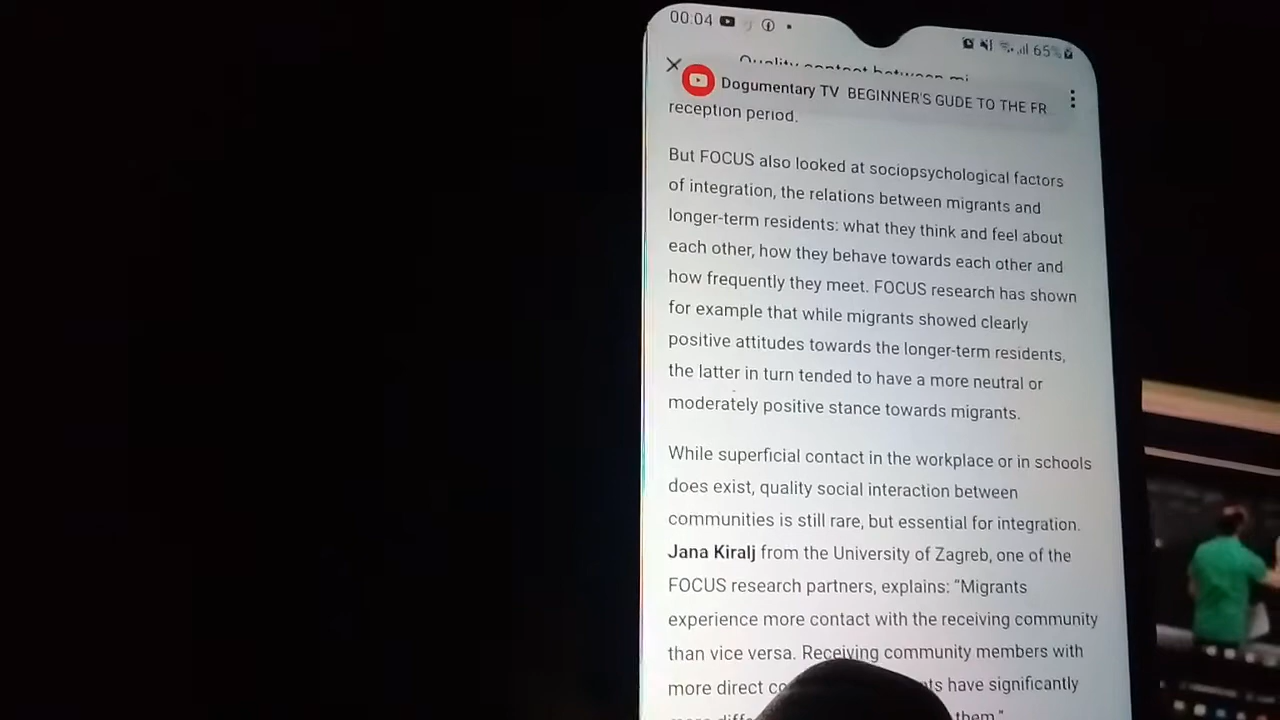 00:04
65%
Quality contact between mi
Dogumentary TV BEGINNER'S GUDE TO THE FR
reception period.
But FOCUS also looked at sociopsychological factors
of integration, the relations between migrants and
longer-term residents: what they think and feel about
each other, how they behave towards each other and
how frequently they meet. FOCUS research has shown
for example that while migrants showed clearly
positive attitudes towards the longer-term residents,
the latter in turn tended to have a more neutral or
moderately positive stance towards migrants.
While superficial contact in the workplace or in schools
does exist, quality social interaction between
communities is still rare, but essential for integration.
Jana Kiralj from the University of Zagreb, one of the
FOCUS research partners, explains: "Migrants
experience more contact with the receiving community
than vice versa. Receiving community members with
more direct have significantly
them."